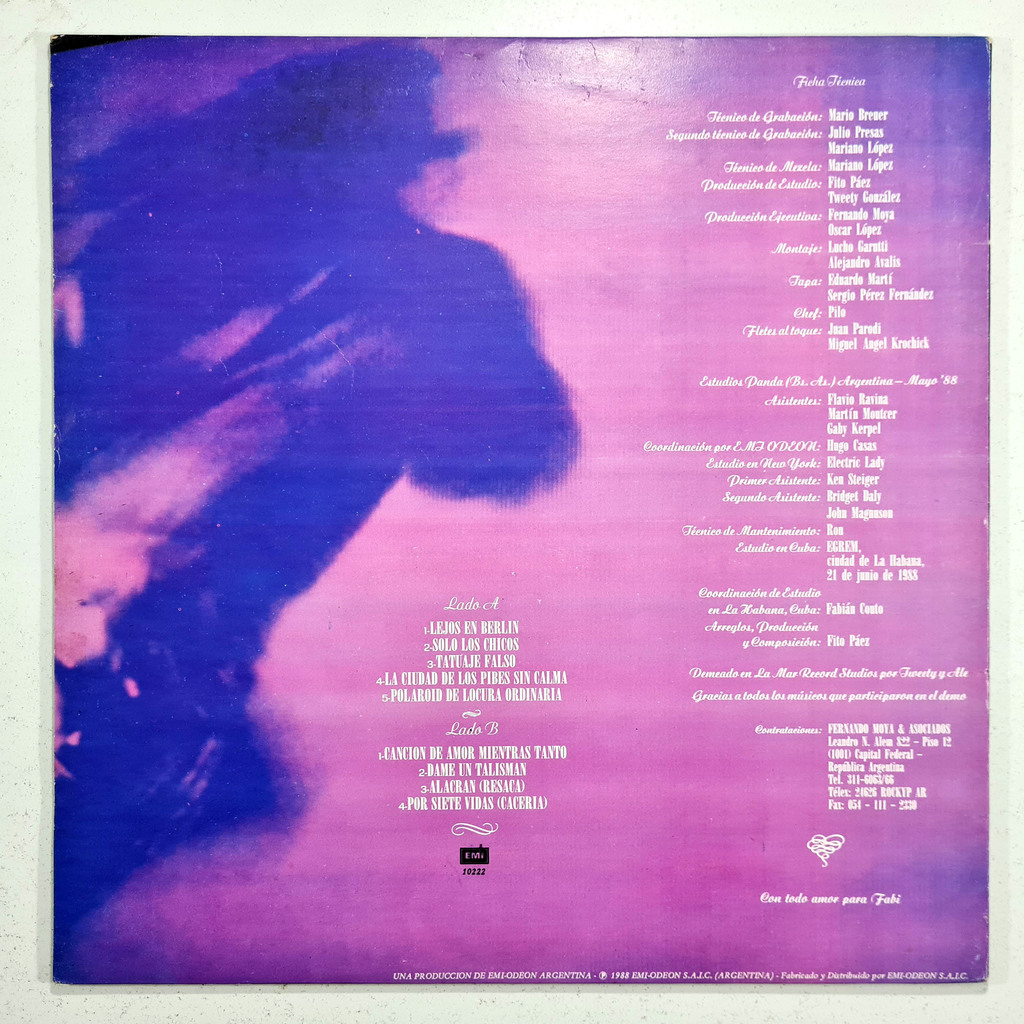 Ficha Técnica
Técnico de Grabación: Mario Breuer
Segundo técnico de Grabación: Julio Presas
Mariano López
Técnico de Mezcla: Mariano López
Producción de Estudio: Fito Páez
Tweety González
Producción Ejecutiva: Fernando Moya
Oscar López
Montaje: Lucho Garutti
Alejandro Avalis
Tapa: Eduardo Martí
Sergio Pérez Fernández
Chef: Pilo
Fletes al toque: Juan Parodi
Miguel Angel Krochick
Estudios Panda (Bs. As.) Argentina — Mayo '88
Asistentes: Flavio Ravina
Martín Moutcer
Gaby Kerpel
Coordinación por EMI ODEON: Hugo Casas
Estudio en New York: Electric Lady
Primer Asistente: Ken Steiger
Segundo Asistente: Bridget Daly
John Magnuson
Técnico de Mantenimiento: Ron
Estudio en Cuba: EGREM,
ciudad de La Habana,
21 de junio de 1988
Coordinación de Estudio
en La Habana, Cuba: Fabián Couto
Arreglos, Producción
y Composición: Fito Páez
Demeado en La Mar Record Studios por Tweety y Ale
Gracias a todos los músicos que participaron en el demo
Contrataciones: FERNANDO MOYA & ASOCIADOS
Leandro N. Alem 822 - Piso 12
(1001) Capital Federal -
República Argentina
Tel. 311-6063/66
Télex: 24626 ROCKYP AR
Fax: 054 - 111 - 2330
Con todo amor para Fabi
Lado A
1-LEJOS EN BERLIN
2-SOLO LOS CHICOS
3-TATUAJE FALSO
4-LA CIUDAD DE LOS PIBES SIN CALMA
5-POLAROID DE LOCURA ORDINARIA
Lado B
1-CANCION DE AMOR MIENTRAS TANTO
2-DAME UN TALISMAN
3-ALACRAN (RESACA)
4-POR SIETE VIDAS (CACERIA)
EMI
10222
UNA PRODUCCION DE EMI-ODEON ARGENTINA - ℗ 1988 EMI-ODEON S.A.I.C. (ARGENTINA) - Fabricado y Distribuido por EMI-ODEON S.A.I.C.